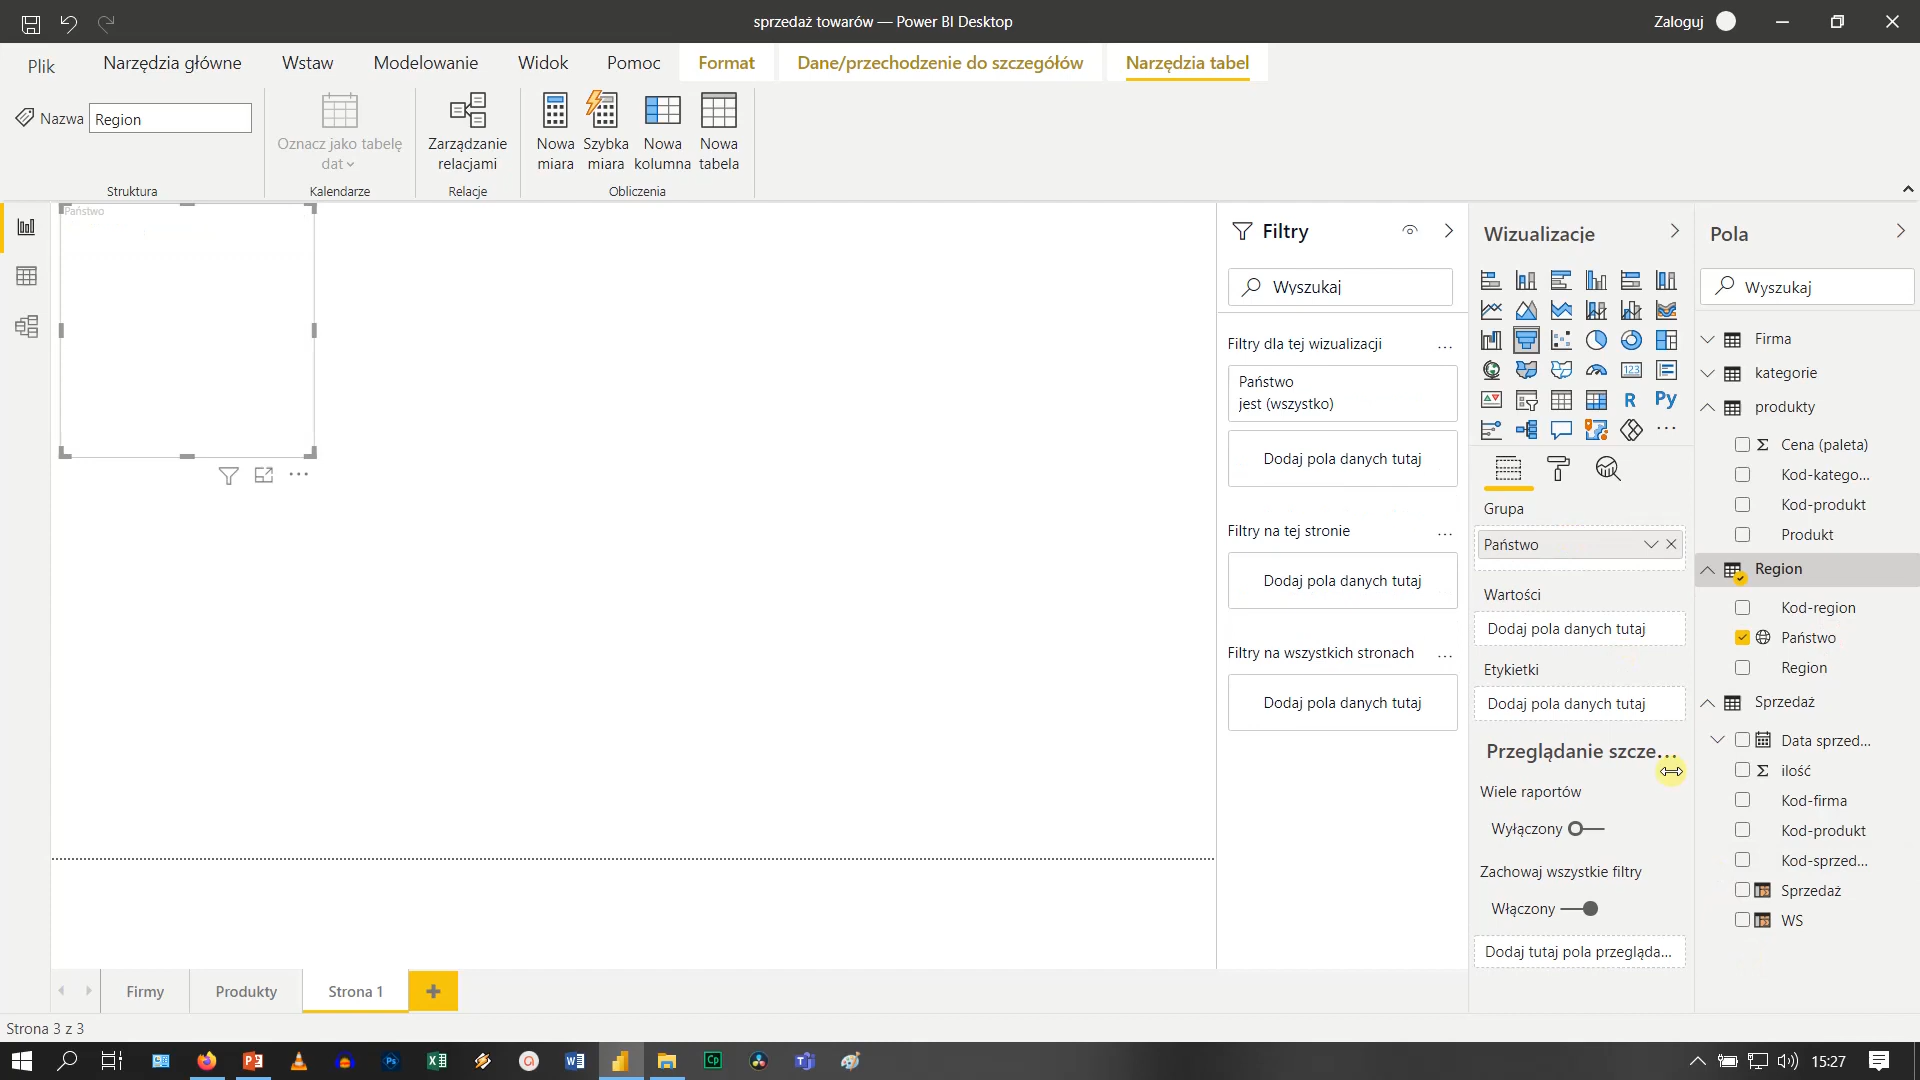 sprzedaż towarów — Power BI Desktop
Zaloguj
Plik
Narzędzia główne
Wstaw
Modelowanie
Widok
Pomoc
Format
Dane/przechodzenie do szczegółów
Narzędzia tabel
Nazwa
Region
Struktura
Oznacz jako tabelę
dat
Kalendarze
Zarządzanie
relacjami
Relacje
Nowa
miara
Szybka
miara
Nowa
kolumna
Nowa
tabela
Obliczenia
Państwo
Filtry
Wyszukaj
Filtry dla tej wizualizacji
Państwo
jest (wszystko)
Dodaj pola danych tutaj
Filtry na tej stronie
Dodaj pola danych tutaj
Filtry na wszystkich stronach
Dodaj pola danych tutaj
Wizualizacje
123
R
Py
Grupa
Państwo
Wartości
Dodaj pola danych tutaj
Etykietki
Dodaj pola danych tutaj
Przeglądanie szcze...
Wiele raportów
Wyłączony
Zachowaj wszystkie filtry
Włączony
Dodaj tutaj pola przegląda...
Pola
Wyszukaj
Firma
kategorie
produkty
Σ Cena (paleta)
Kod-katego...
Kod-produkt
Produkt
Region
Kod-region
Państwo
Region
Sprzedaż
Data sprzed...
Σ ilość
Kod-firma
Kod-produkt
Kod-sprzed...
Sprzedaż
WS
Firmy
Produkty
Strona 1
Strona 3 z 3
15:27